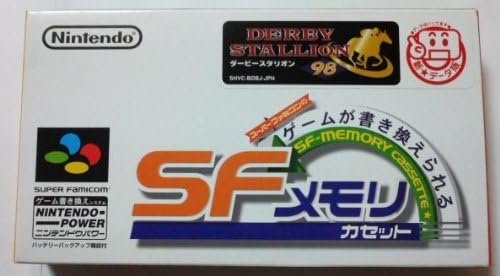 Nintendo
DERBY
STALLION
98
ダービースタリオン
SHVC-BDBJ-JPN
スーパーファミコンの
ゲームが書き換えられる
SF-MEMORY CASSETTE
SFメモリ
カセット
SUPER FAMICOM
ゲーム書き換えシステム
NINTENDO
POWER
ニンテンドウパワー
バッテリーバックアップ機能付